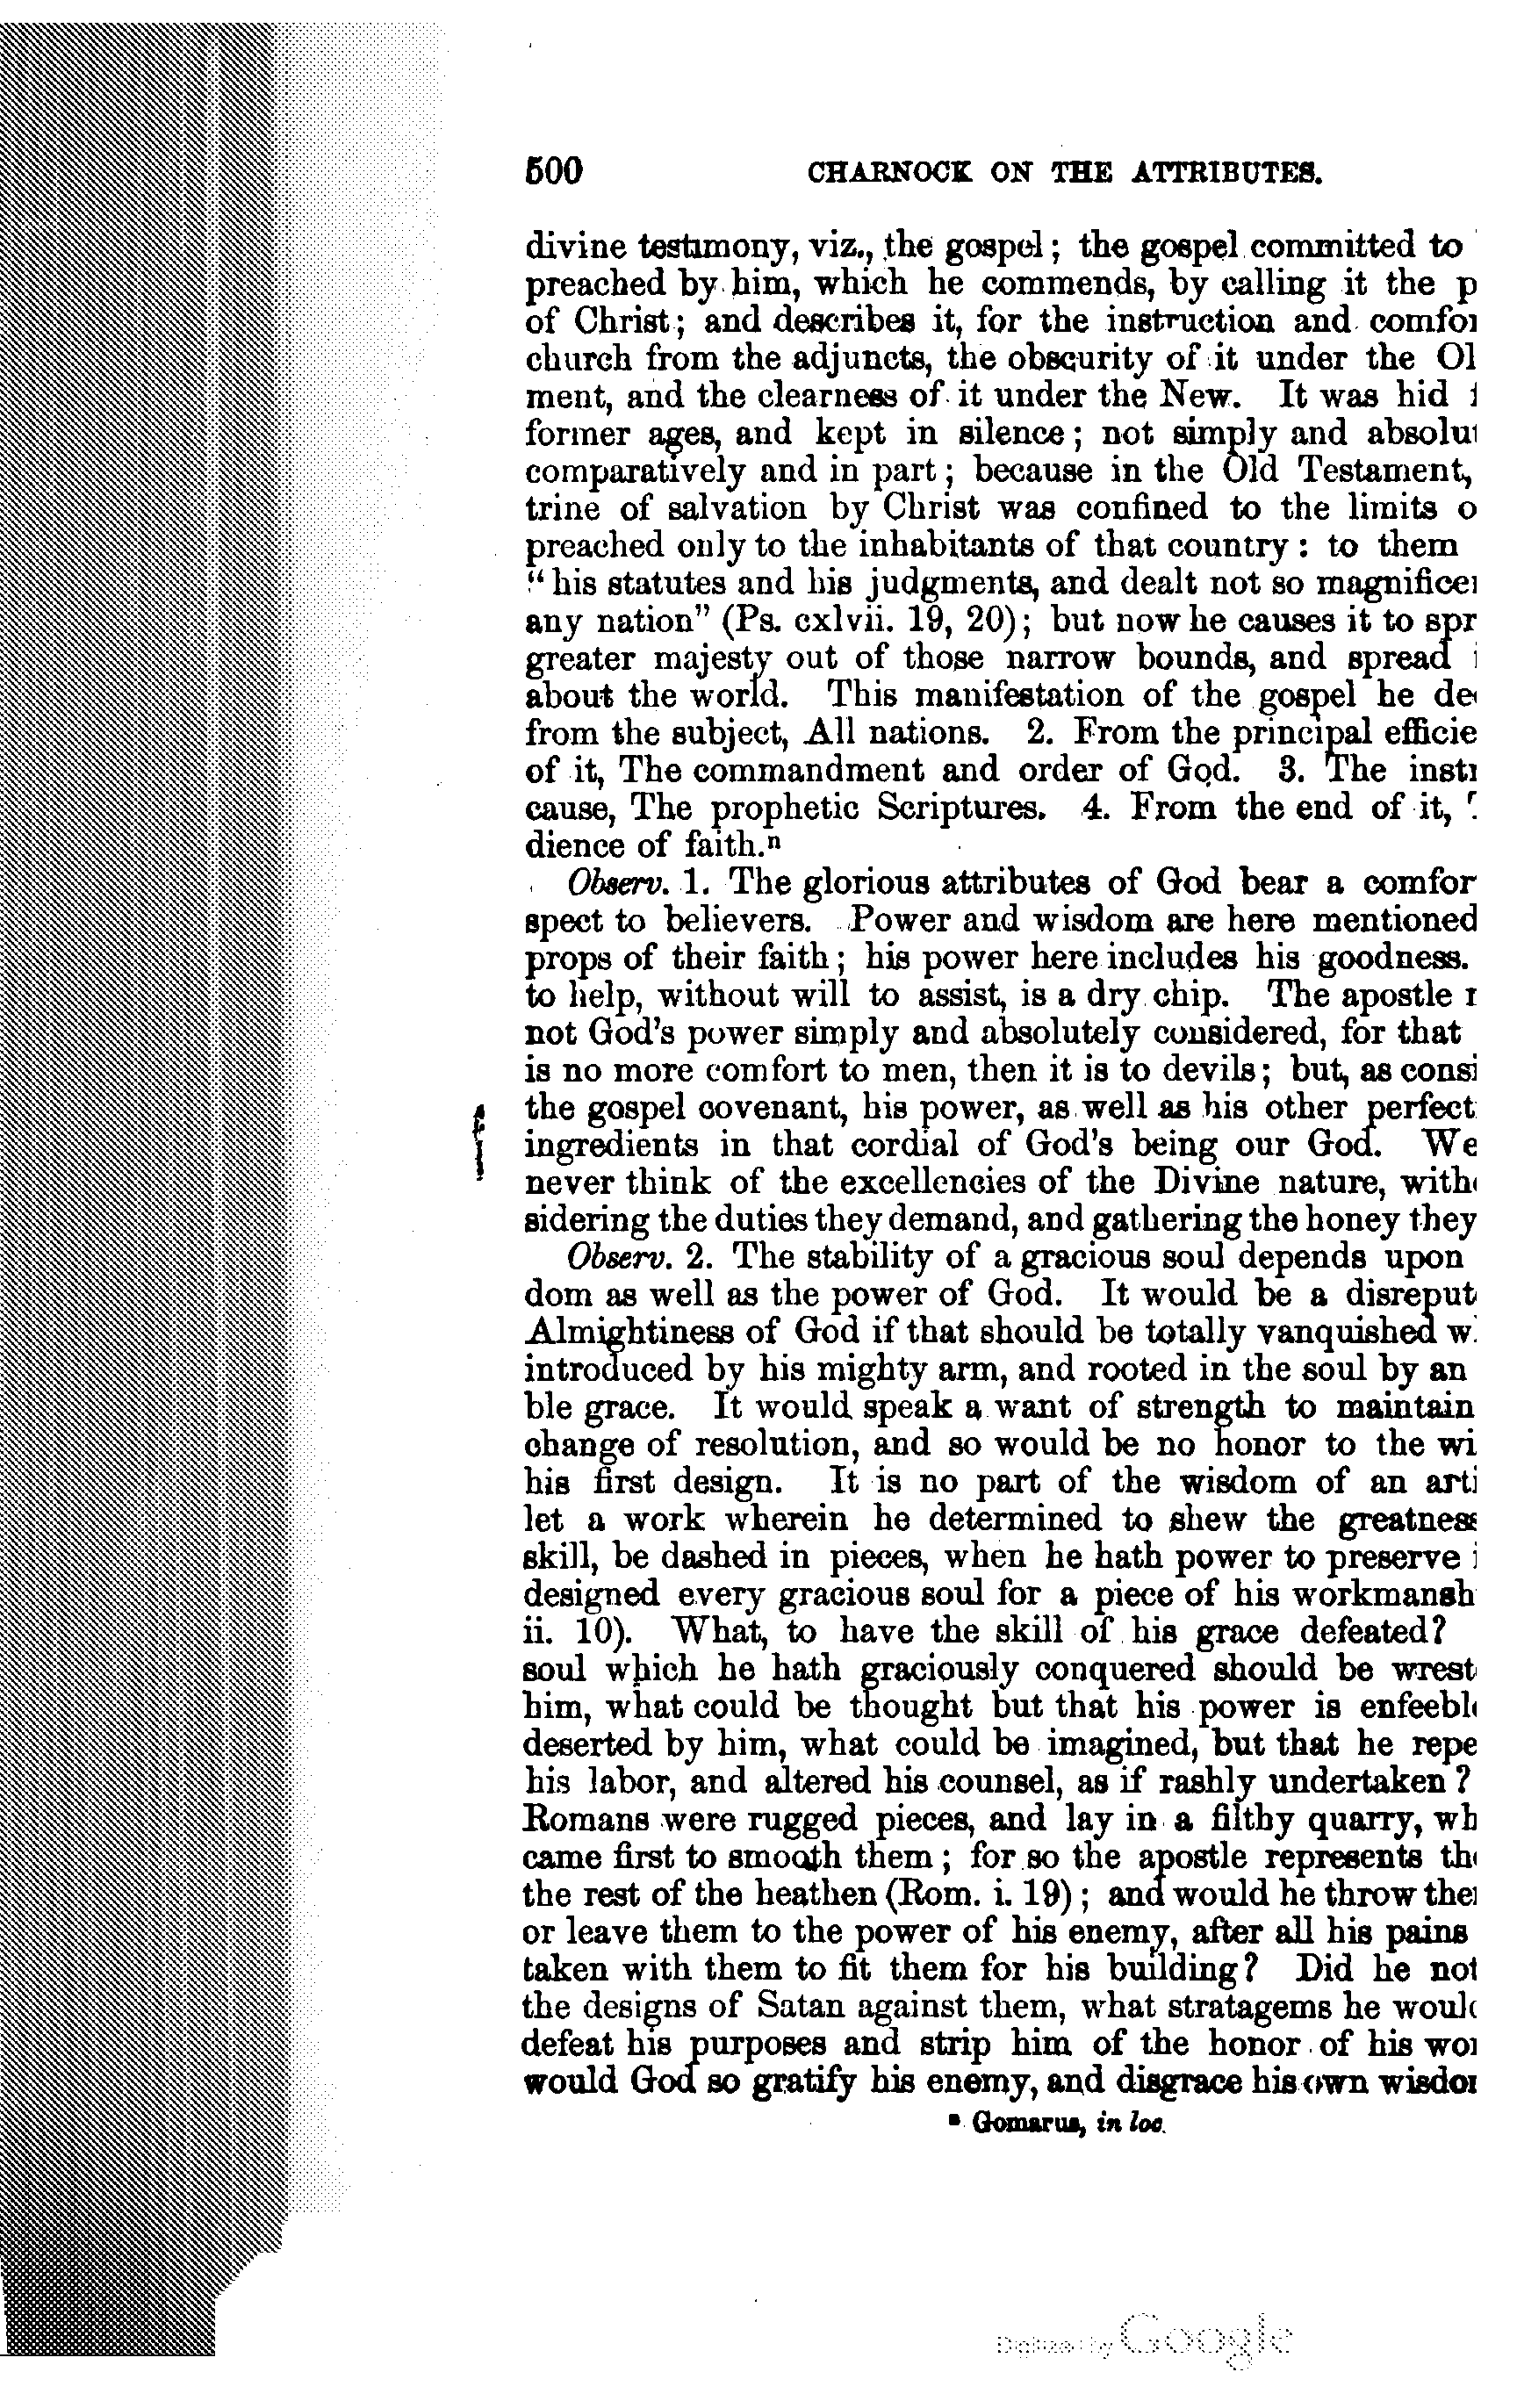 500 CHARNOCK ON THE ATTRIBUTES.
divine testimony, viz., the gospel; the gospel committed to
preached by him, which he commends, by calling it the p
of Christ; and describes it, for the instruction and comfo
church from the adjuncts, the obscurity of it under the Ol
ment, and the clearness of it under the New. It was hid
former ages, and kept in silence; not simply and absolu
comparatively and in part; because in the Old Testament,
trine of salvation by Christ was confined to the limits o
preached only to the inhabitants of that country: to them
"his statutes and his judgments, and dealt not so magnifice
any nation" (Ps. cxlvii. 19, 20); but now he causes it to spr
greater majesty out of those narrow bounds, and spread i
about the world. This manifestation of the gospel he de
from the subject, All nations. 2. From the principal efficie
of it, The commandment and order of God. 3. The inst
cause, The prophetic Scriptures. 4. From the end of it,
dience of faith.ⁿ
Observ. 1. The glorious attributes of God bear a comfor
spect to believers. Power and wisdom are here mentioned
props of their faith; his power here includes his goodness.
to help, without will to assist, is a dry chip. The apostle
not God's power simply and absolutely considered, for that
is no more comfort to men, then it is to devils; but, as consi
the gospel covenant, his power, as well as his other perfect
ingredients in that cordial of God's being our God. We
never think of the excellencies of the Divine nature, with
sidering the duties they demand, and gathering the honey they
Observ. 2. The stability of a gracious soul depends upon
dom as well as the power of God. It would be a disreput
Almightiness of God if that should be totally vanquished w
introduced by his mighty arm, and rooted in the soul by an
ble grace. It would speak a want of strength to maintain
change of resolution, and so would be no honor to the wi
his first design. It is no part of the wisdom of an arti
let a work wherein he determined to shew the greatness
skill, be dashed in pieces, when he hath power to preserve i
designed every gracious soul for a piece of his workmansh
ii. 10). What, to have the skill of his grace defeated?
soul which he hath graciously conquered should be wrest
him, what could be thought but that his power is enfeebl
deserted by him, what could be imagined, but that he repe
his labor, and altered his counsel, as if rashly undertaken?
Romans were rugged pieces, and lay in a filthy quarry, wh
came first to smooth them; for so the apostle represents the
the rest of the heathen (Rom. i. 19); and would he throw the
or leave them to the power of his enemy, after all his pains
taken with them to fit them for his building? Did he not
the designs of Satan against them, what stratagems he would
defeat his purposes and strip him of the honor of his wo
would God so gratify his enemy, and disgrace his own wisdo
ⁿ Gomarus, in loc.
Digitized by Google